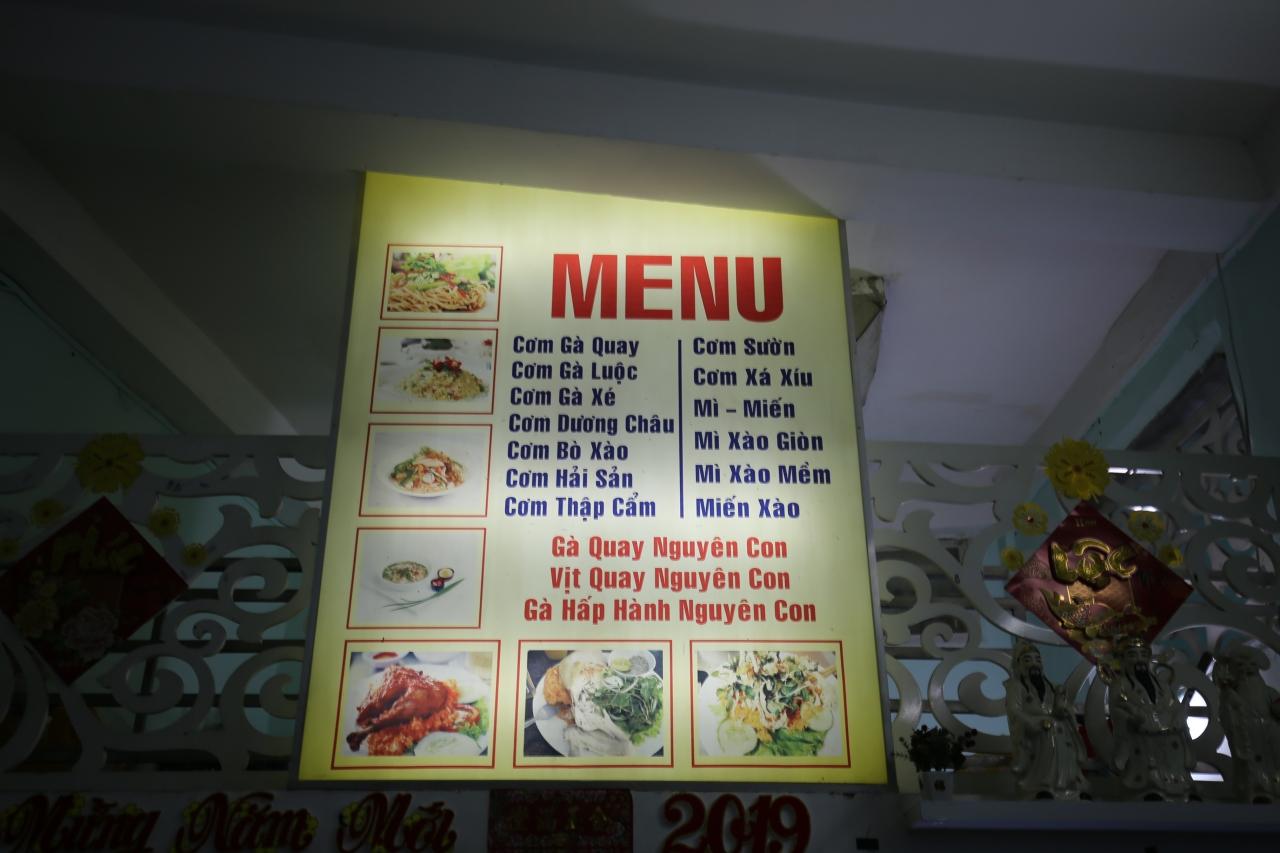 MENU
Cơm Gà Quay
Cơm Gà Luộc
Cơm Gà Xé
Cơm Dương Châu
Cơm Bò Xào
Cơm Hải Sản
Cơm Thập Cẩm
Cơm Sườn
Cơm Xá Xíu
Mì - Miến
Mì Xào Giòn
Mì Xào Mềm
Miến Xào
Gà Quay Nguyên Con
Vịt Quay Nguyên Con
Gà Hấp Hành Nguyên Con
Phúc
Lộc
Mừng Năm Mới 2019